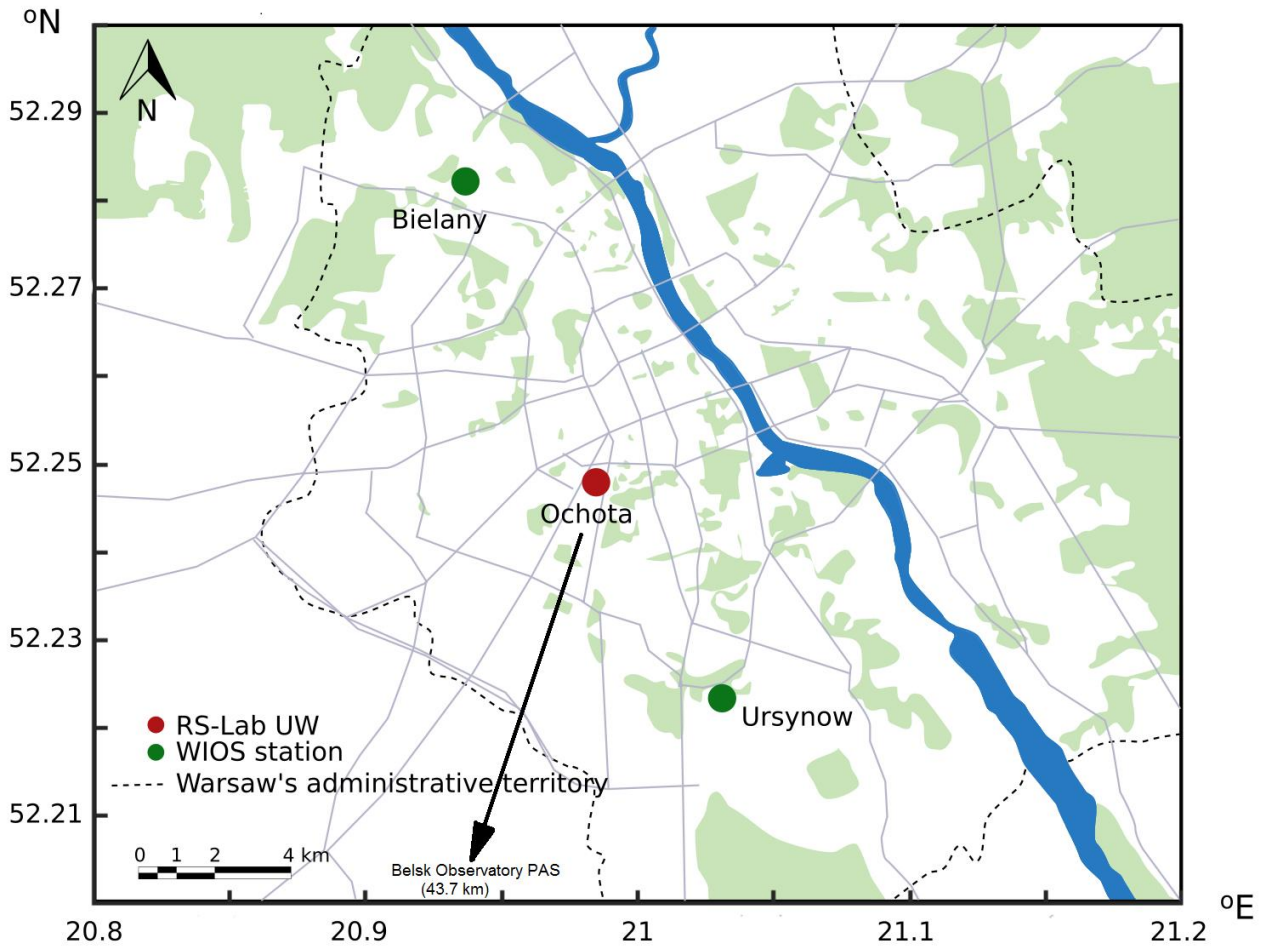 °N
N
52.29
Bielany
52.27
52.25
Ochota
52.23
Ursynow
RS-Lab UW
WIOS station
Warsaw's administrative territory
52.21
0 1 2 4 km
Belsk Observatory PAS
(43.7 km)
20.8 20.9 21 21.1 21.2
°E